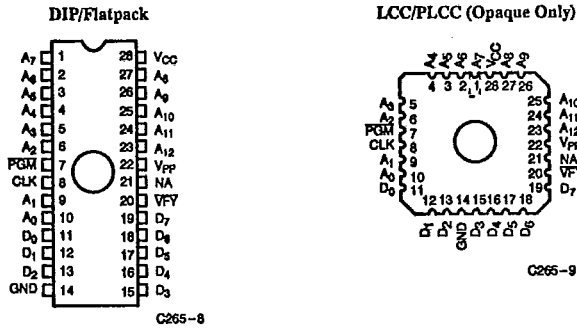 DIP/Flatpack
A7 1 28 VCC
A6 2 27 A8
A5 3 26 A9
A4 4 25 A10
A3 5 24 A11
A2 6 23 A12
PGM 7 22 VPP
CLK 8 21 NA
A1 9 20 VFY
A0 10 19 D7
D0 11 18 D6
D1 12 17 D5
D2 13 16 D4
GND 14 15 D3
C265-8
LCC/PLCC (Opaque Only)
A4 A5 A6 A7 VCC A8 A9
4 3 2 1 28 27 26
A3 5 25 A10
A2 6 24 A11
PGM 7 23 A12
CLK 8 22 VPP
A1 9 21 NA
A0 10 20 VFY
D0 11 19 D7
12 13 14 15 16 17 18
D1 D2 GND D3 D4 D5 D6
C265-9